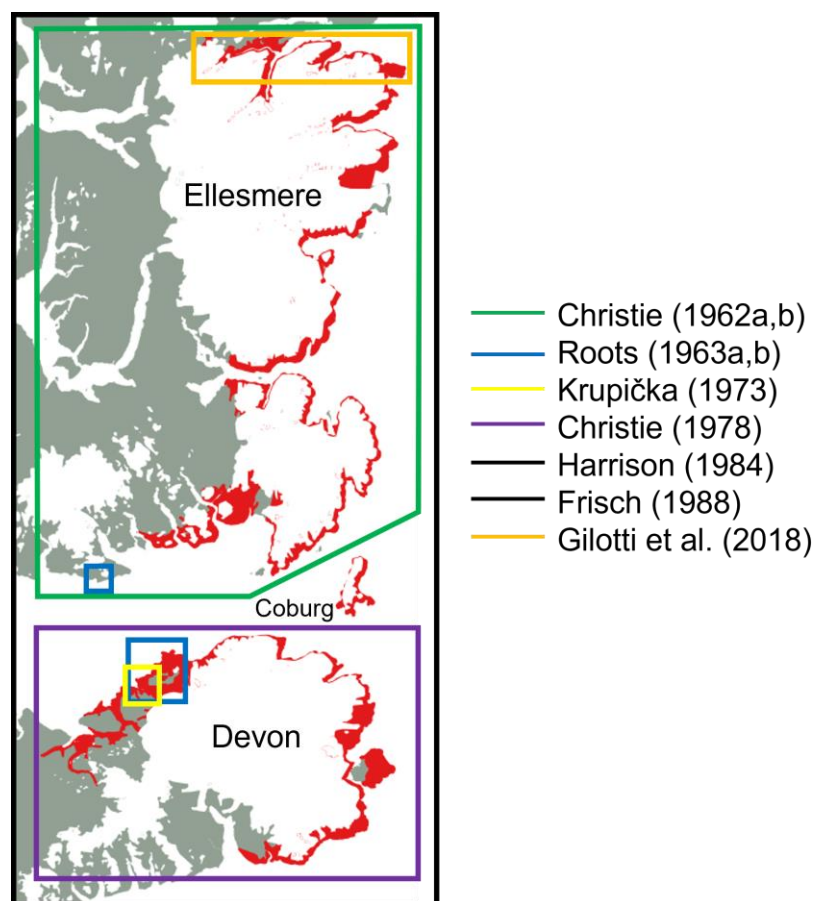 Ellesmere
Coburg
Devon
Christie (1962a,b)
Roots (1963a,b)
Krupička (1973)
Christie (1978)
Harrison (1984)
Frisch (1988)
Gilotti et al. (2018)